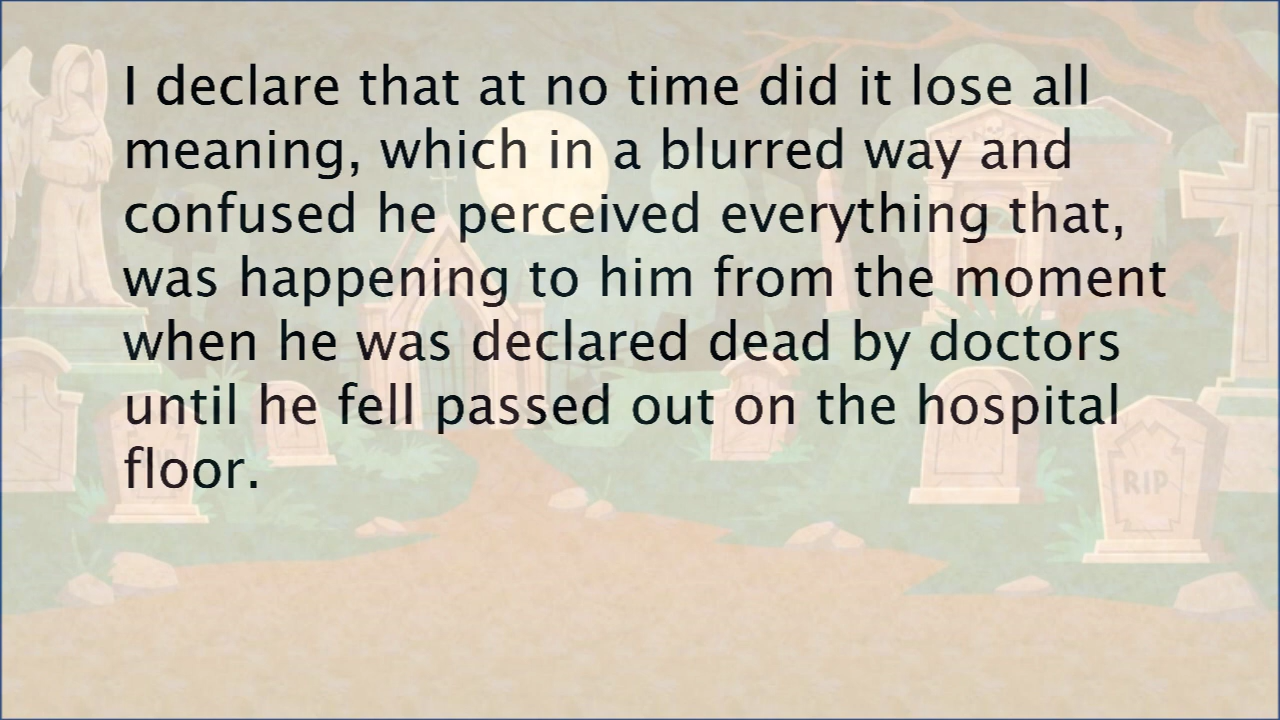 I declare that at no time did it lose all
meaning, which in a blurred way and
confused he perceived everything that,
was happening to him from the moment
when he was declared dead by doctors
until he fell passed out on the hospital
floor.
RIP